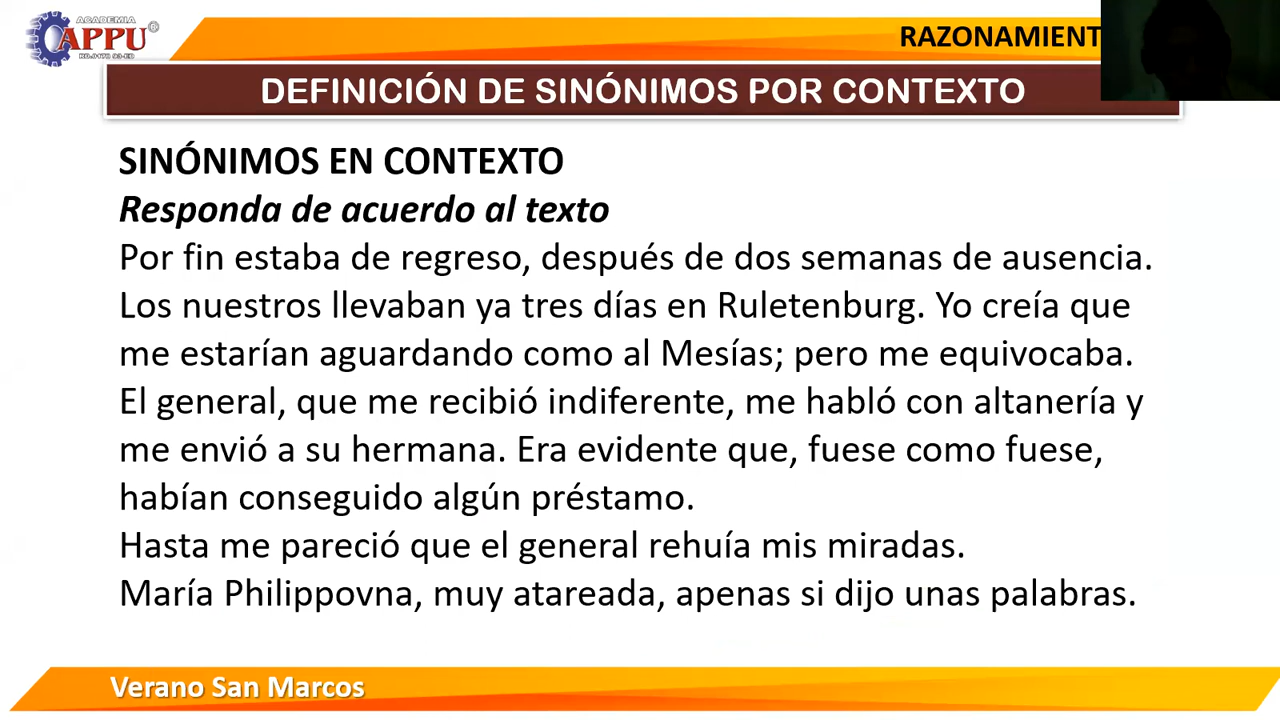 ACADEMIA
APPU®
RAZONAMIENT
DEFINICIÓN DE SINÓNIMOS POR CONTEXTO
SINÓNIMOS EN CONTEXTO
Responda de acuerdo al texto
Por fin estaba de regreso, después de dos semanas de ausencia.
Los nuestros llevaban ya tres días en Ruletenburg. Yo creía que
me estarían aguardando como al Mesías; pero me equivocaba.
El general, que me recibió indiferente, me habló con altanería y
me envió a su hermana. Era evidente que, fuese como fuese,
habían conseguido algún préstamo.
Hasta me pareció que el general rehuía mis miradas.
María Philippovna, muy atareada, apenas si dijo unas palabras.
Verano San Marcos